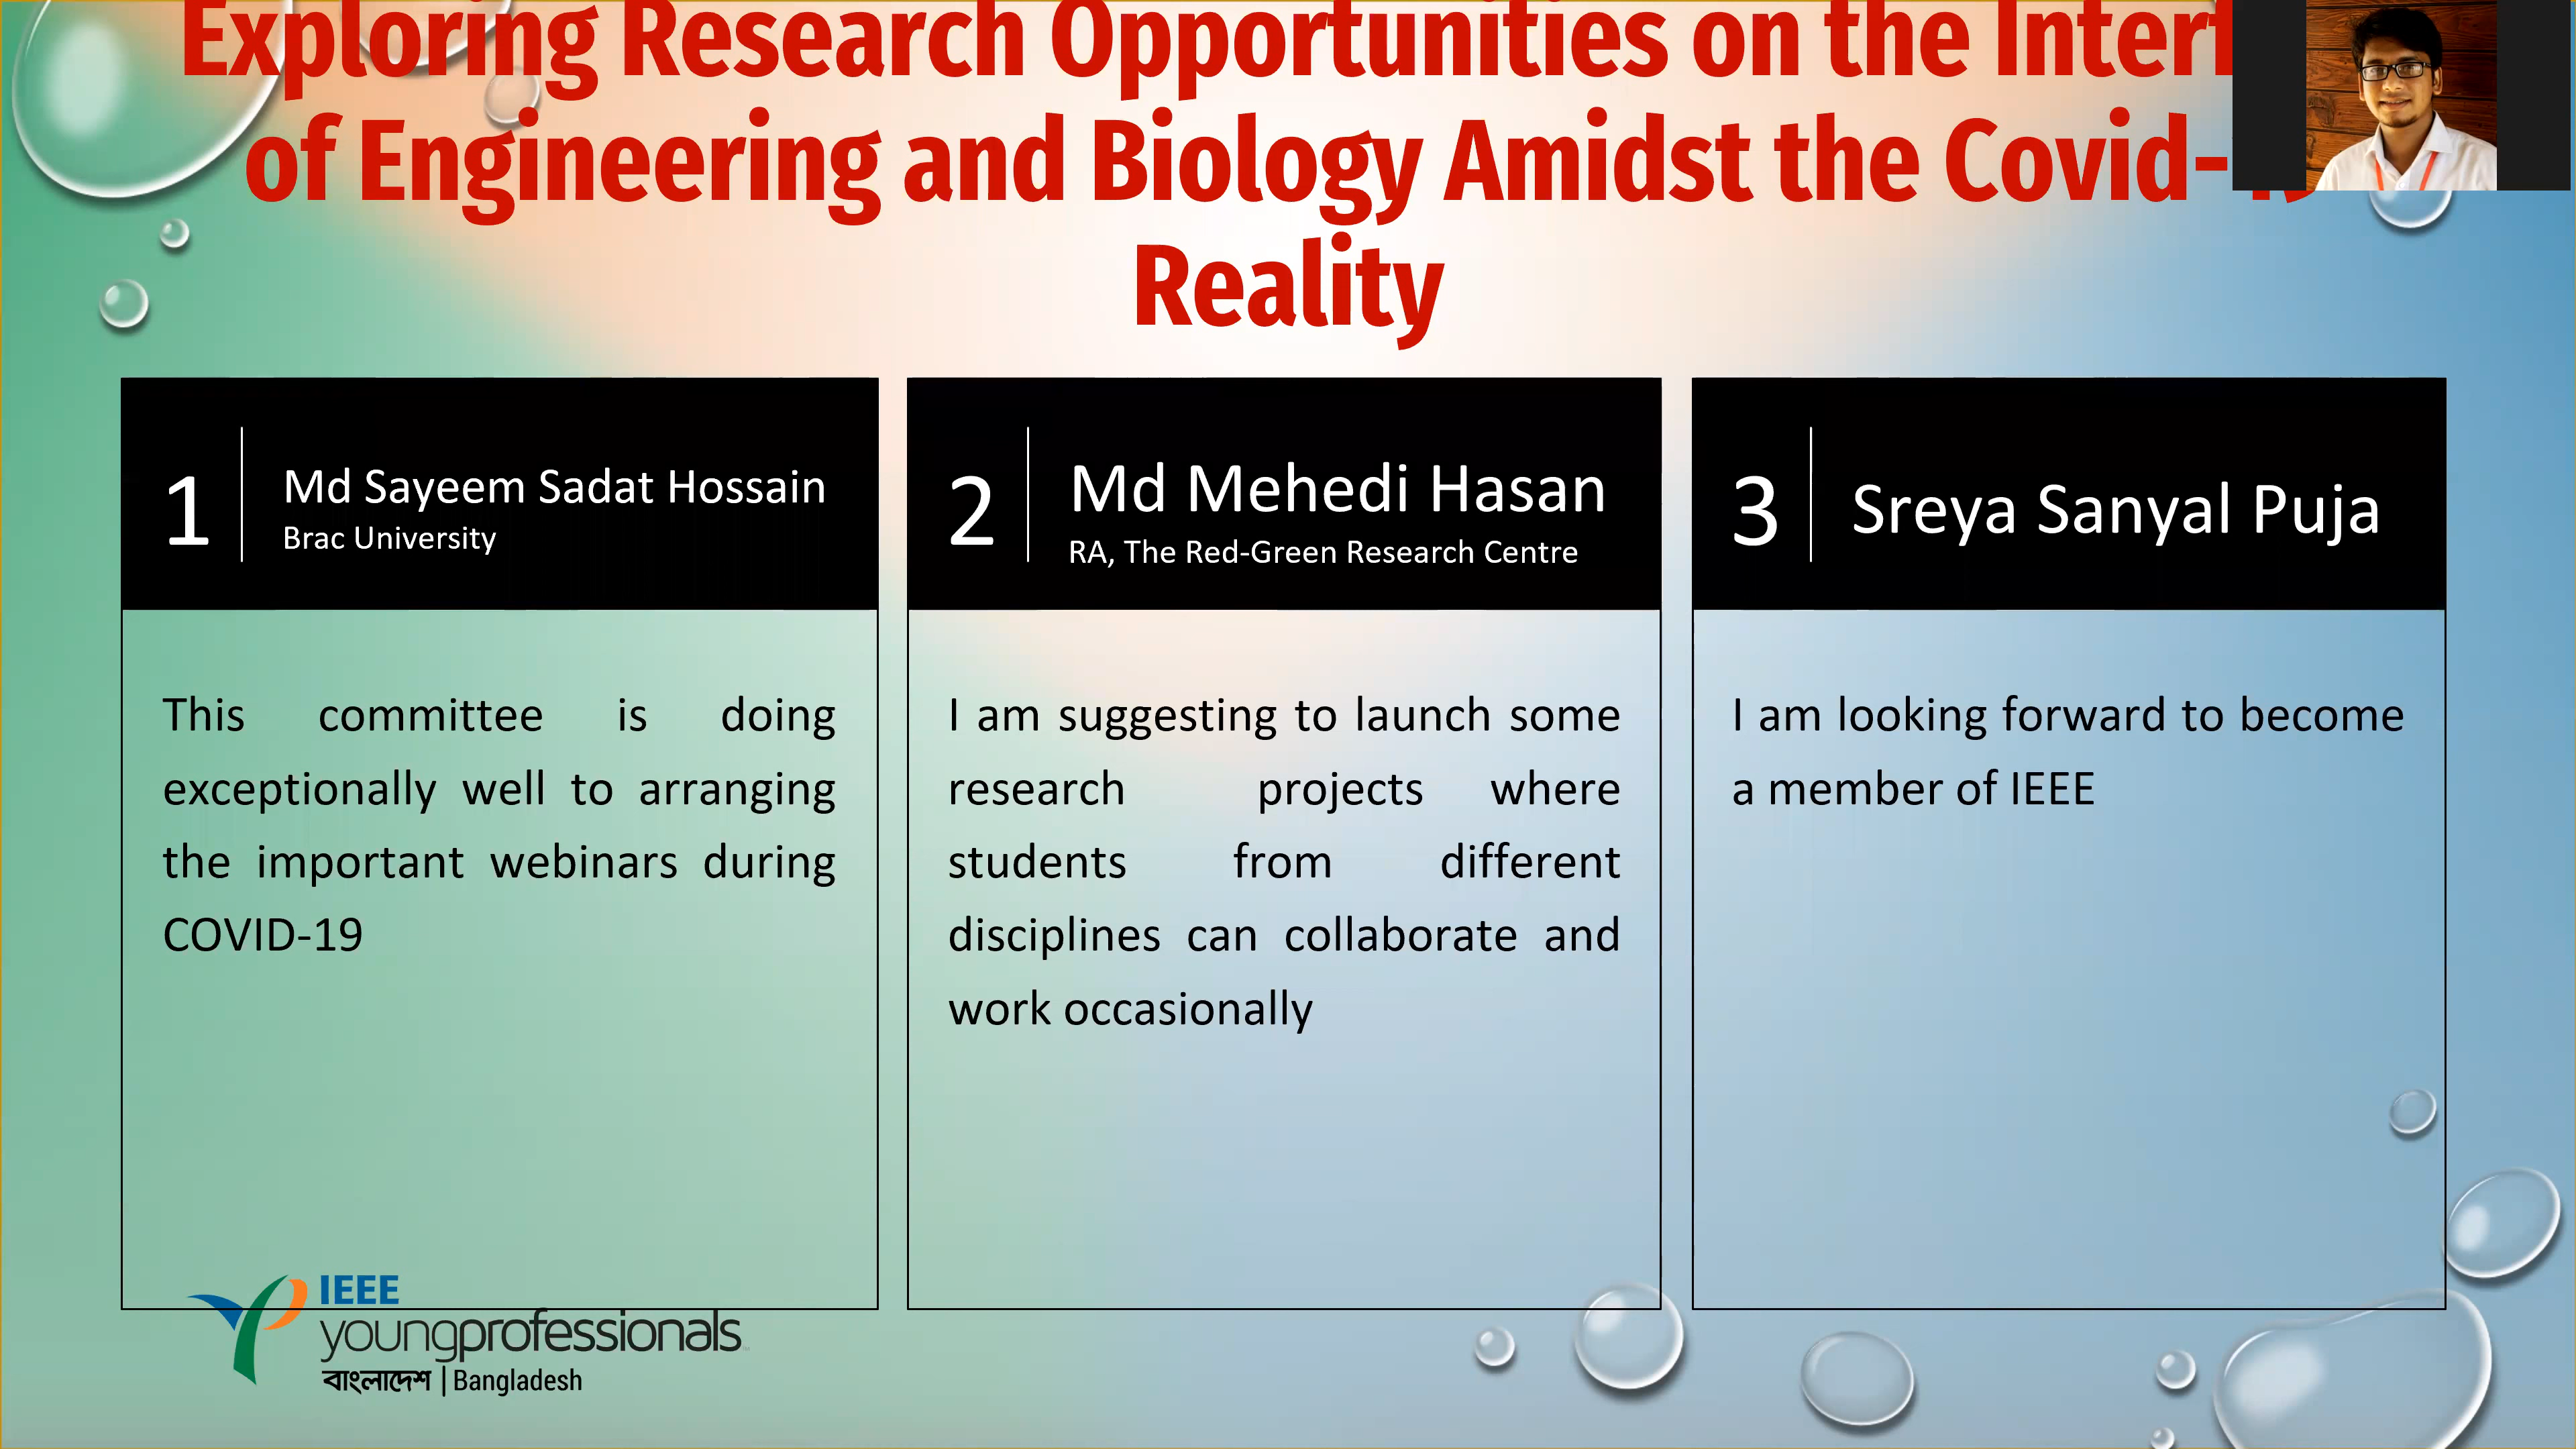 Exploring Research Opportunities on the
of Engineering and Biology Amidst the Covid-
Reality
1
Md Sayeem Sadat Hossain
Brac University
This committee is doing
exceptionally well to arranging
the important webinars during
COVID-19
2
Md Mehedi Hasan
RA, The Red-Green Research Centre
I am suggesting to launch some
research projects where
students from different
disciplines can collaborate and
work occasionally
3
Sreya Sanyal Puja
I am looking forward to become
a member of IEEE
IEEE
youngprofessionals
বাংলাদেশ | Bangladesh